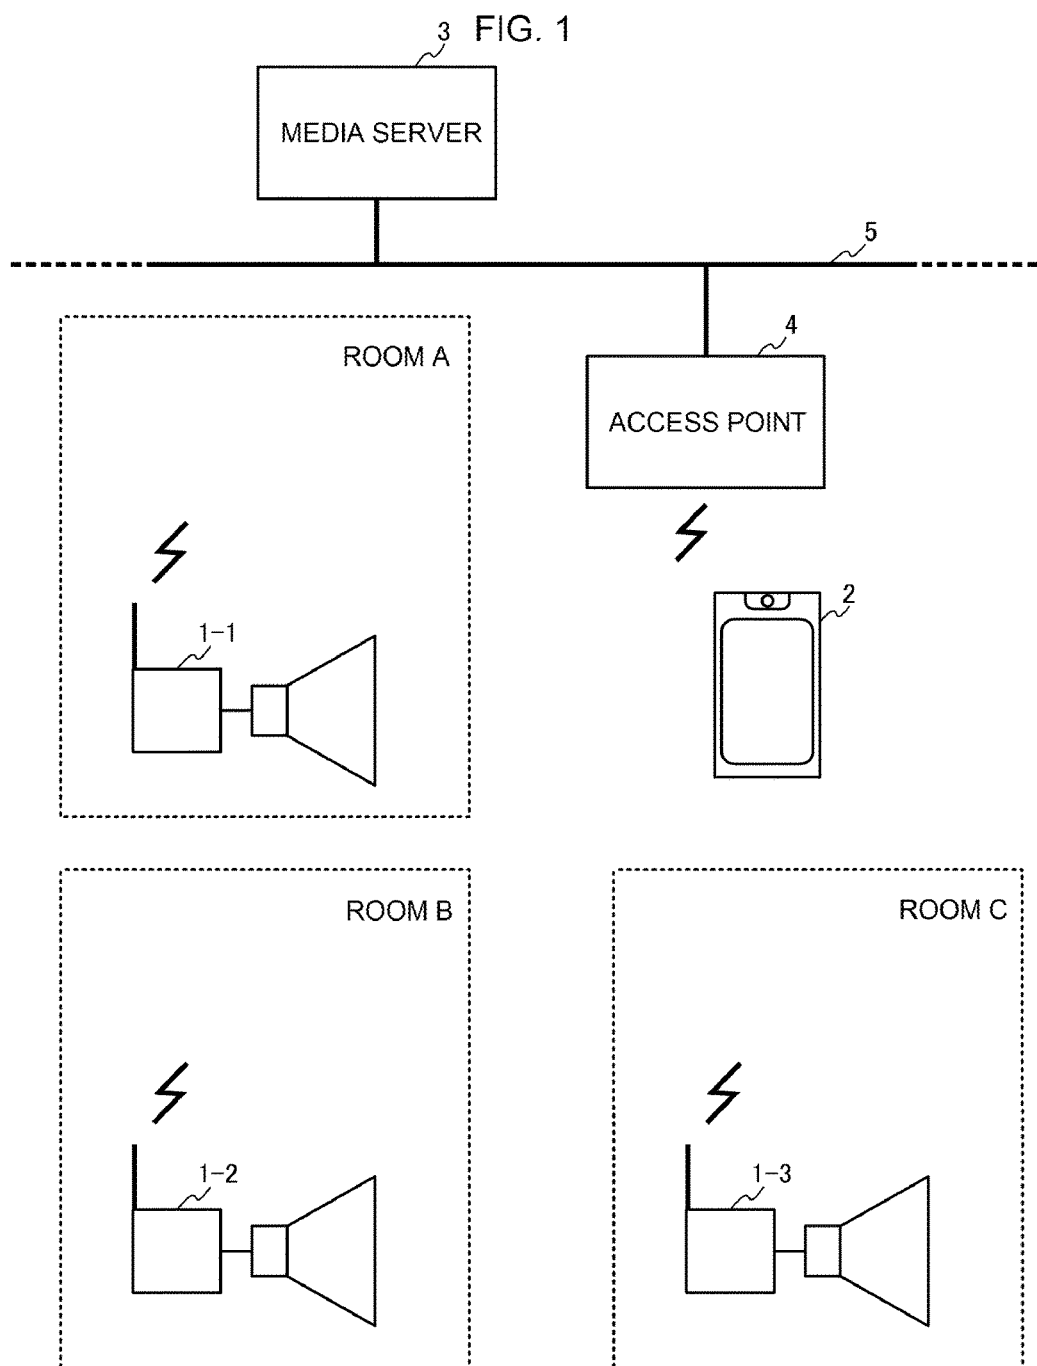 FIG. 1
3
MEDIA SERVER
5
ROOM A
4
ACCESS POINT
2
1-1
ROOM B
ROOM C
1-2
1-3